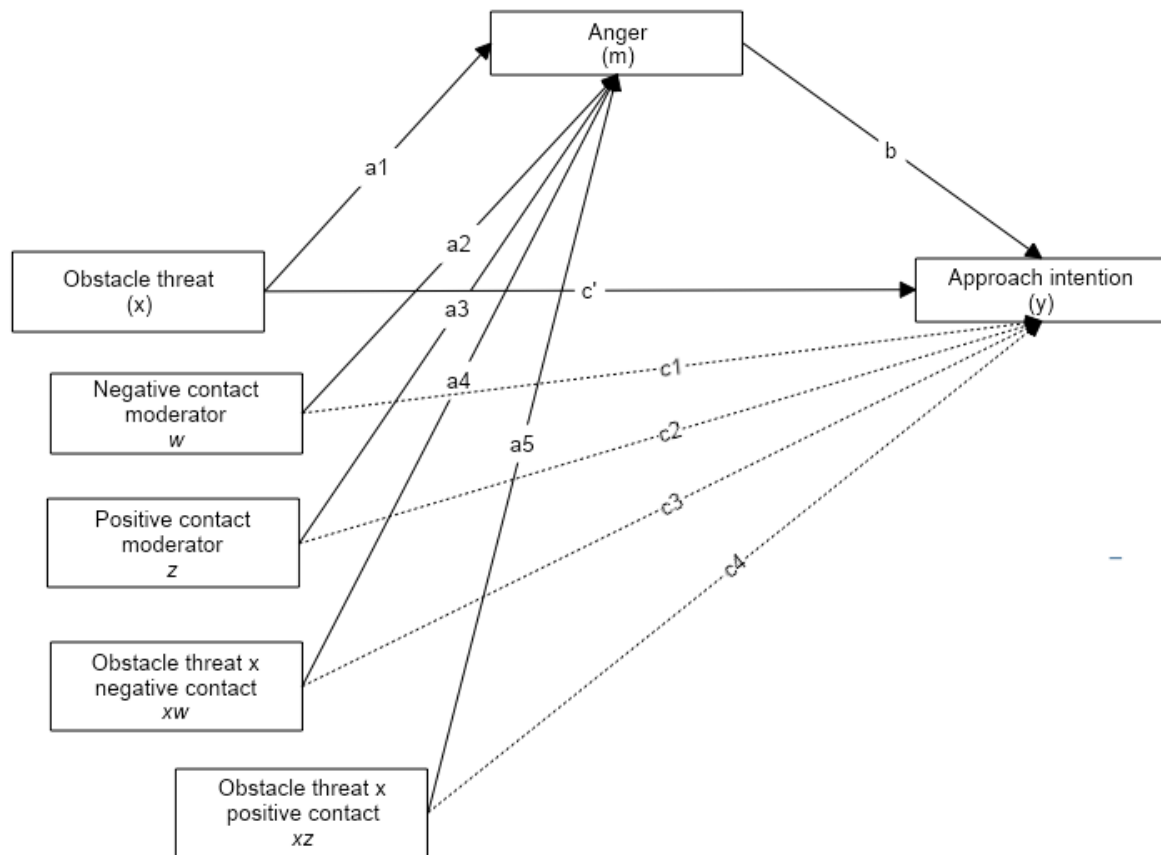 Anger
(m)
a1
b
a2
Obstacle threat
(x)
c'
Approach intention
(y)
a3
Negative contact
moderator
w
c1
a4
c2
a5
Positive contact
moderator
z
c3
c4
Obstacle threat x
negative contact
xw
Obstacle threat x
positive contact
xz